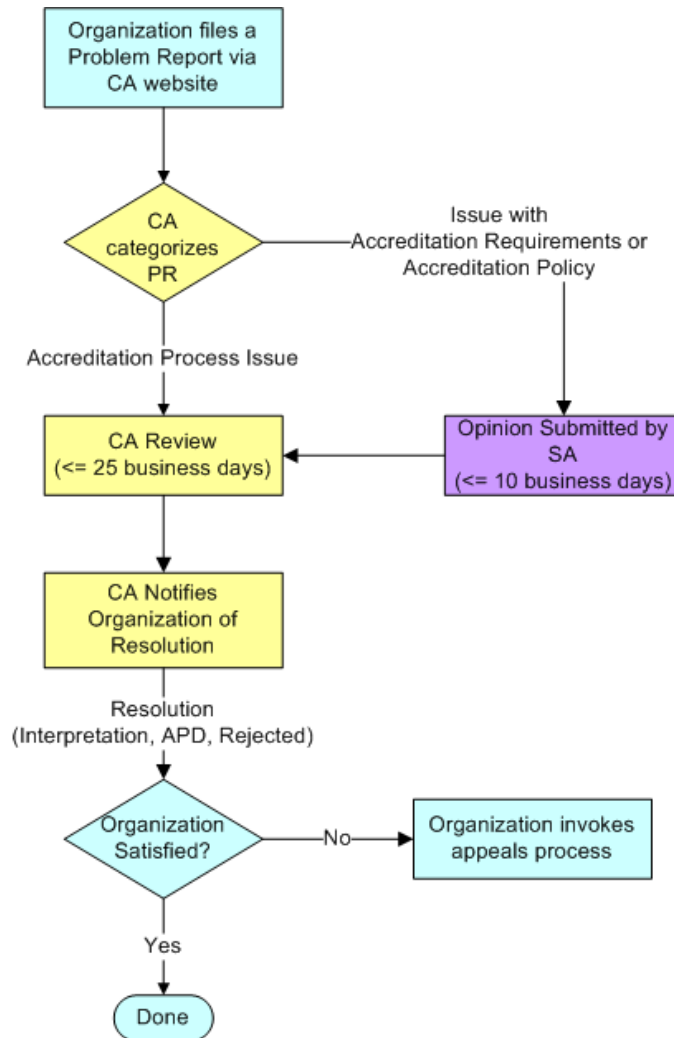 Organization files a
Problem Report via
CA website
CA
categorizes
PR
Issue with
Accreditation Requirements or
Accreditation Policy
Accreditation Process Issue
CA Review
(<= 25 business days)
Opinion Submitted by
SA
(<= 10 business days)
CA Notifies
Organization of
Resolution
Resolution
(Interpretation, APD, Rejected)
Organization
Satisfied?
No
Organization invokes
appeals process
Yes
Done